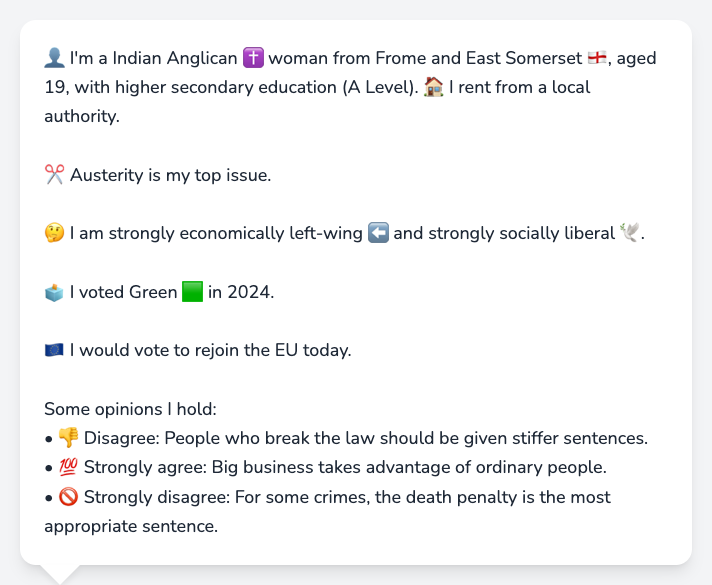 👤 I'm a Indian Anglican ✝️ woman from Frome and East Somerset 🏴󠁧󠁢󠁥󠁮󠁧󠁿, aged
19, with higher secondary education (A Level). 🏠 I rent from a local
authority.
✂️ Austerity is my top issue.
🤔 I am strongly economically left-wing ⬅️ and strongly socially liberal 🕊️.
🗳️ I voted Green 🟩 in 2024.
🇪🇺 I would vote to rejoin the EU today.
Some opinions I hold:
• 👎 Disagree: People who break the law should be given stiffer sentences.
• 💯 Strongly agree: Big business takes advantage of ordinary people.
• 🚫 Strongly disagree: For some crimes, the death penalty is the most
appropriate sentence.